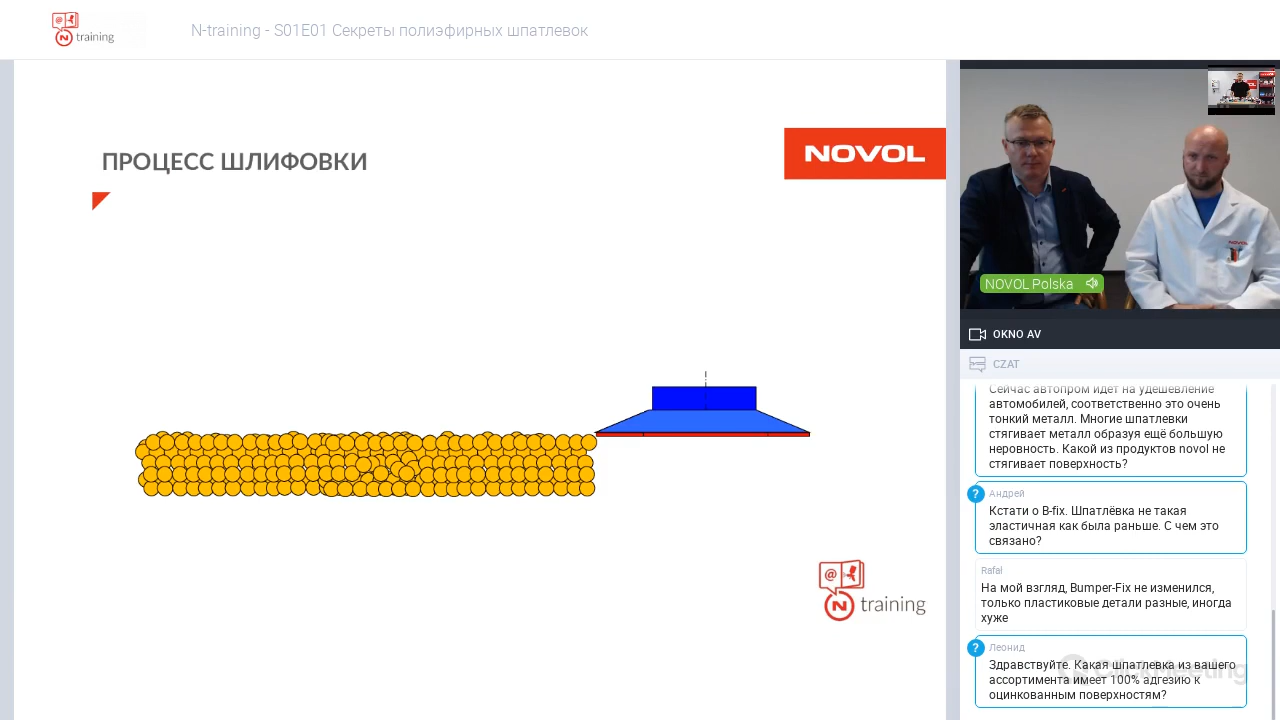 @
N training
N-training - S01E01 Секреты полиэфирных шпатлевок
ПРОЦЕСС ШЛИФОВКИ
NOVOL
@
N training
NOVOL
NOVOL Polska
OKNO AV
CZAT
Сейчас автопром идет на удешевление
автомобилей, соответственно это очень
тонкий металл. Многие шпатлевки
стягивает металл образуя ещё большую
неровность. Какой из продуктов novol не
стягивает поверхность?
? Андрей
Кстати о B-fix. Шпатлёвка не такая
эластичная как была раньше. С чем это
связано?
Rafał
На мой взгляд, Bumper-Fix не изменился,
только пластиковые детали разные, иногда
хуже
? Леонид
Здравствуйте. Какая шпатлевка из вашего
ассортимента имеет 100% адгезию к
оцинкованным поверхностям?
ClickMeeting